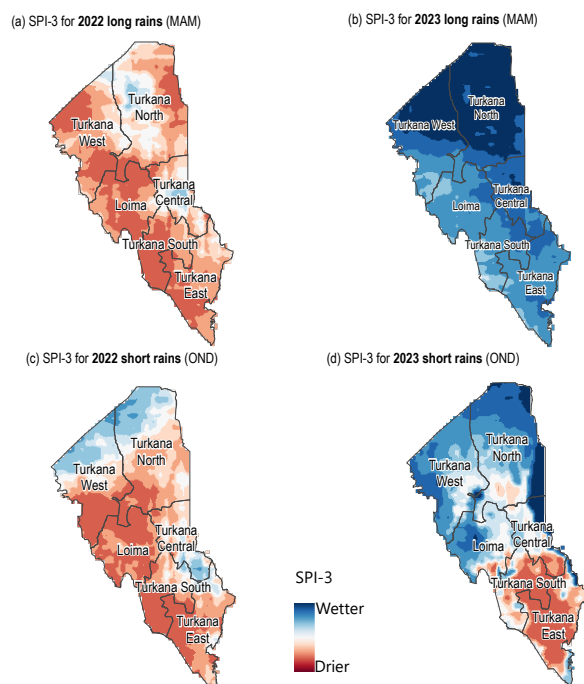 (a) SPI-3 for 2022 long rains (MAM)
Turkana
North
Turkana
West
Turkana
Central
Loima
Turkana South
Turkana
East
(b) SPI-3 for 2023 long rains (MAM)
Turkana
North
Turkana West
Turkana
Central
Loima
Turkana South
Turkana
East
(c) SPI-3 for 2022 short rains (OND)
Turkana
North
Turkana
West
Turkana
Central
Loima
Turkana South
Turkana
East
(d) SPI-3 for 2023 short rains (OND)
Turkana
North
Turkana
West
Turkana
Central
Loima
Turkana South
Turkana
East
SPI-3
Wetter
Drier